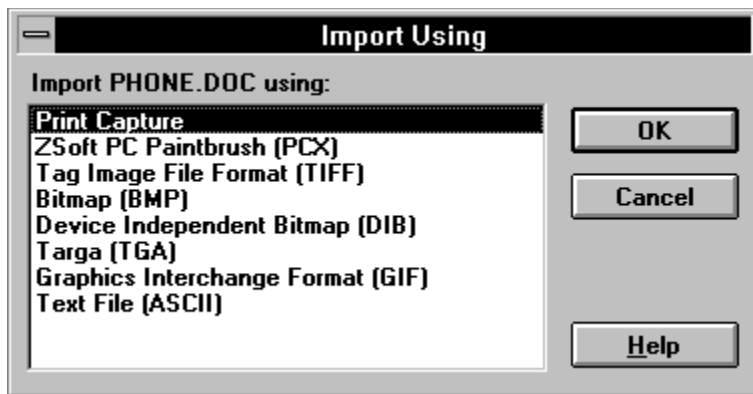 Import Using
Import PHONE.DOC using:
Print Capture
ZSoft PC Paintbrush (PCX)
Tag Image File Format (TIFF)
Bitmap (BMP)
Device Independent Bitmap (DIB)
Targa (TGA)
Graphics Interchange Format (GIF)
Text File (ASCII)
OK
Cancel
Help